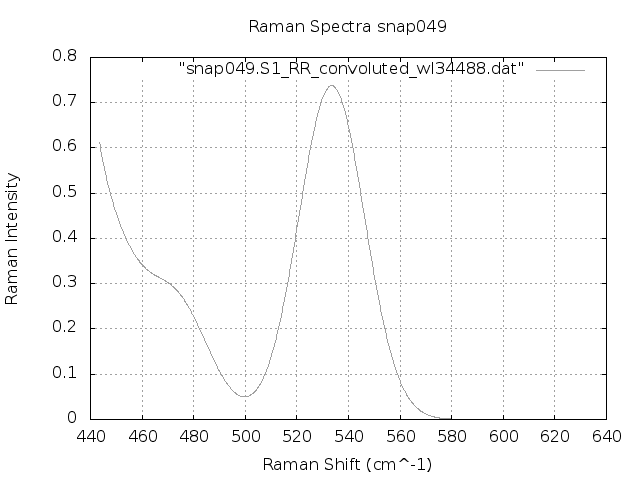 Raman Spectra snap049
"snap049.S1_RR_convoluted_wl34488.dat"
0.8
0.7
0.6
0.5
0.4
0.3
0.2
0.1
0
Raman Intensity
440 460 480 500 520 540 560 580 600 620 640
Raman Shift (cm^-1)